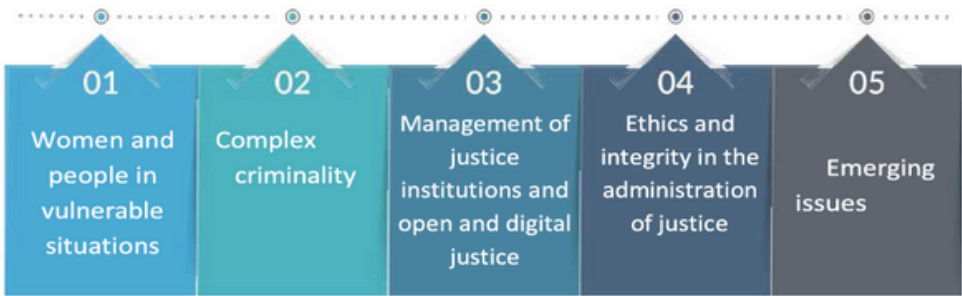 01
Women and
people in
vulnerable
situations
02
Complex
criminality
03
Management of
justice
institutions and
open and digital
justice
04
Ethics and
integrity in the
administration
of justice
05
Emerging
issues